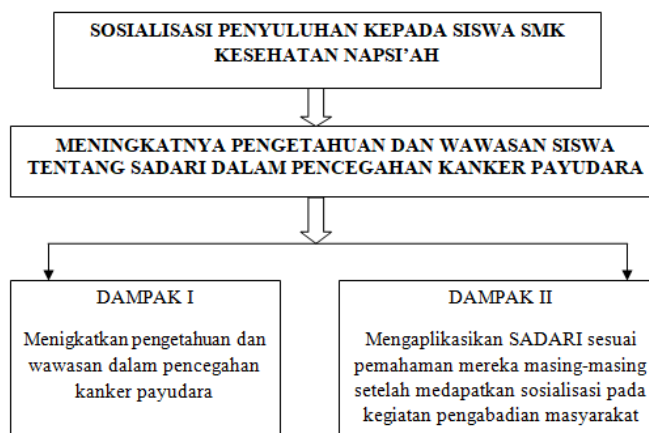 SOSIALISASI PENYULUHAN KEPADA SISWA SMK
KESEHATAN NAPSI’AH
MENINGKATNYA PENGETAHUAN DAN WAWASAN SISWA
TENTANG SADARI DALAM PENCEGAHAN KANKER PAYUDARA
DAMPAK I
Menigkatkan pengetahuan dan
wawasan dalam pencegahan
kanker payudara
DAMPAK II
Mengaplikasikan SADARI sesuai
pemahaman mereka masing-masing
setelah medapatkan sosialisasi pada
kegiatan pengabadian masyarakat